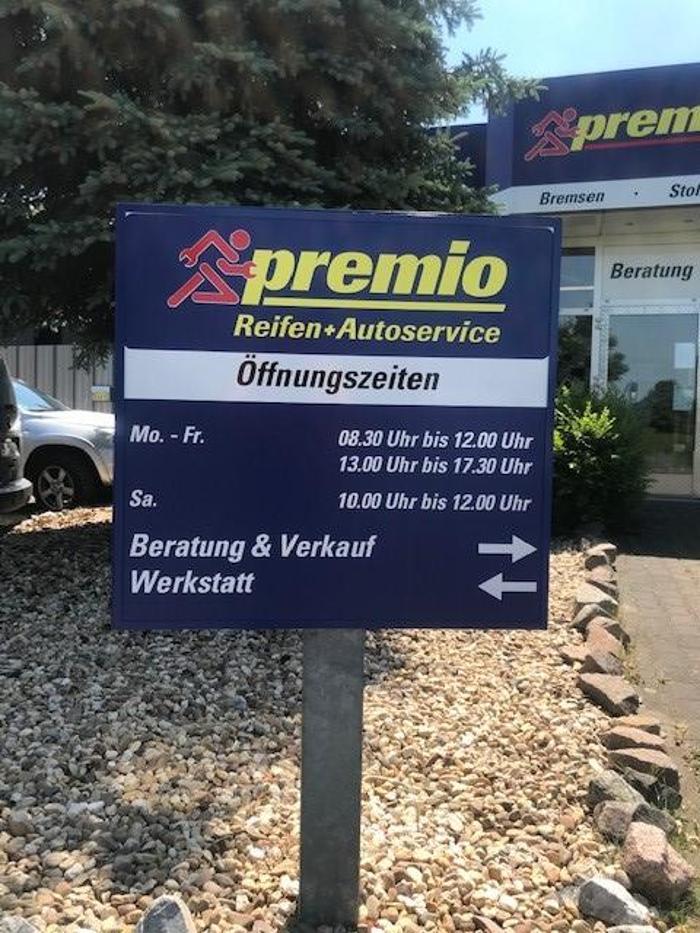 premio
Reifen+Autoservice
Öffnungszeiten
Mo. - Fr. 08.30 Uhr bis 12.00 Uhr
13.00 Uhr bis 17.30 Uhr
Sa. 10.00 Uhr bis 12.00 Uhr
Beratung & Verkauf
Werkstatt
prem
Bremsen ·
Beratung